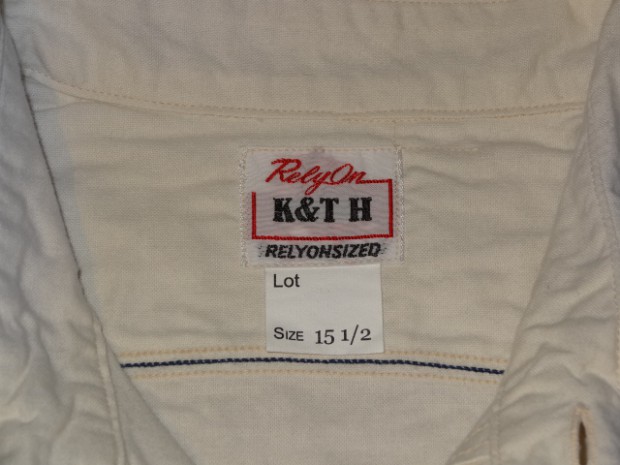 RelyOn
K&T H
RELYONSIZED
Lot
SIZE 15 1/2